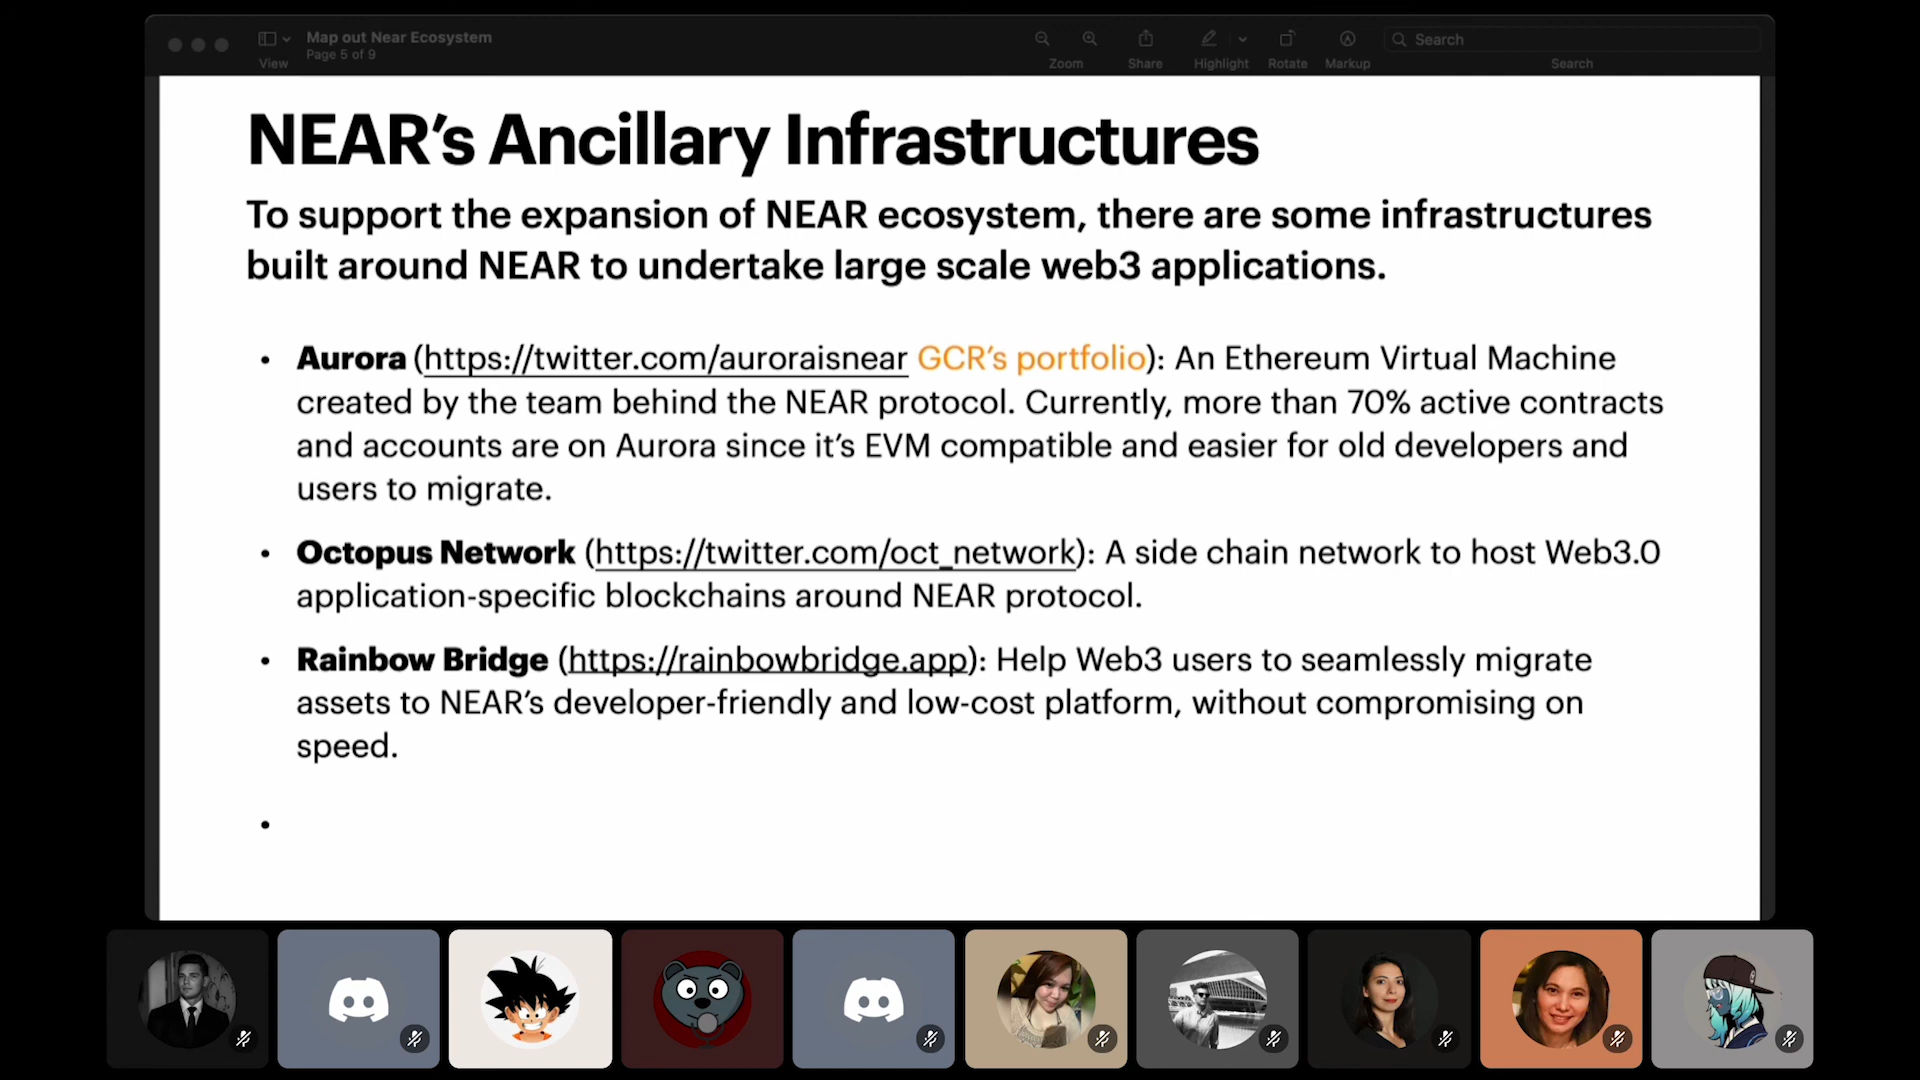 Map out Near Ecosystem
Page 5 of 9
View
Zoom
Share
Highlight
Rotate
Markup
Search
Search
NEAR’s Ancillary Infrastructures
To support the expansion of NEAR ecosystem, there are some infrastructures
built around NEAR to undertake large scale web3 applications.
• Aurora (https://twitter.com/auroraisnear GCR’s portfolio): An Ethereum Virtual Machine
created by the team behind the NEAR protocol. Currently, more than 70% active contracts
and accounts are on Aurora since it’s EVM compatible and easier for old developers and
users to migrate.
• Octopus Network (https://twitter.com/oct_network): A side chain network to host Web3.0
application-specific blockchains around NEAR protocol.
• Rainbow Bridge (https://rainbowbridge.app): Help Web3 users to seamlessly migrate
assets to NEAR’s developer-friendly and low-cost platform, without compromising on
speed.
•